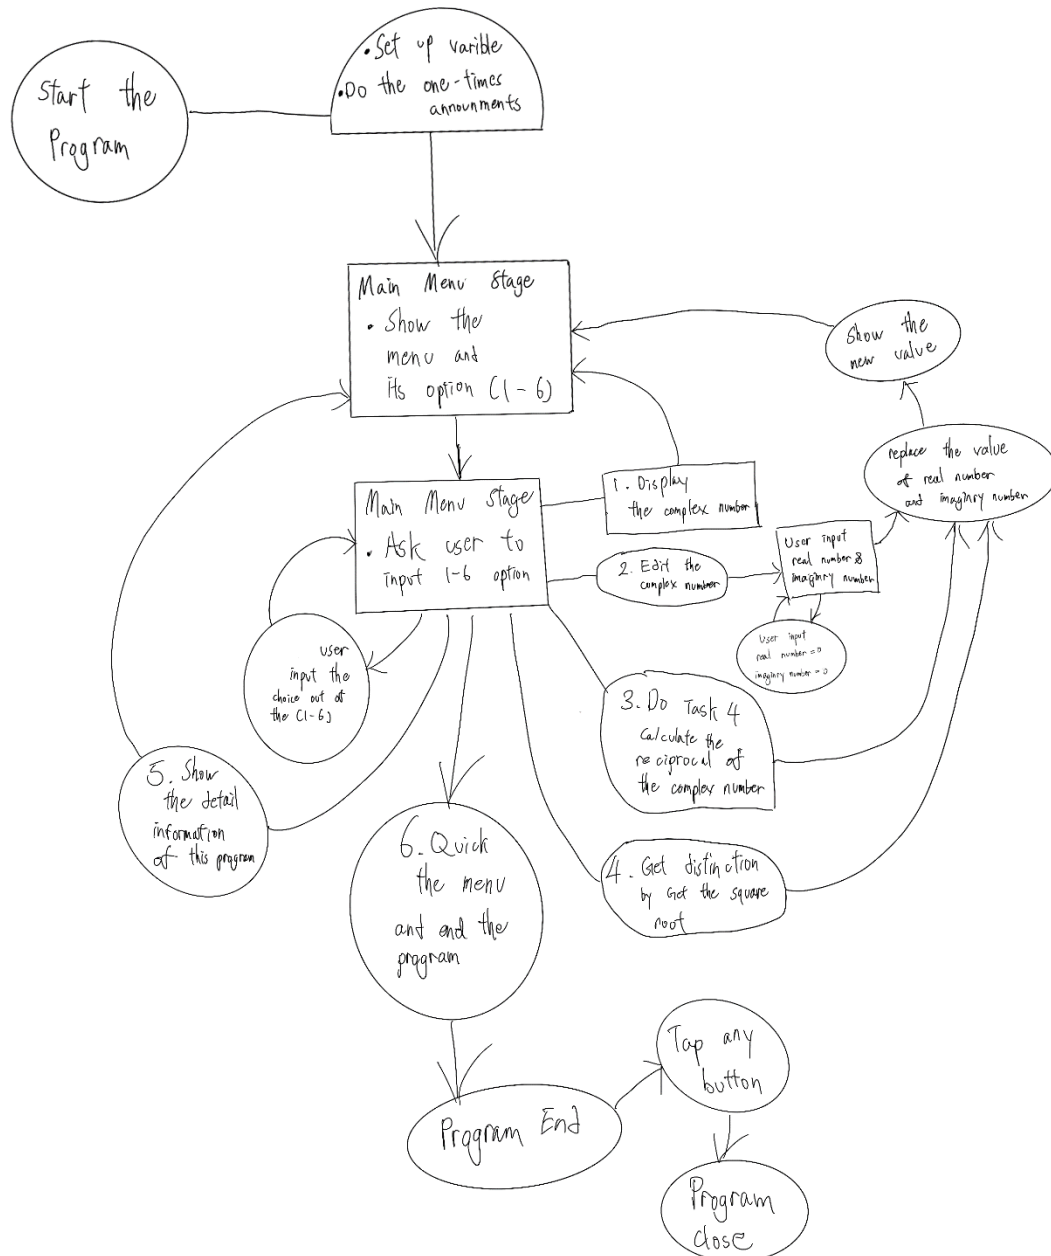 Start the
Program
• Set up varible
• Do the one-times
announments
Main Menu Stage
• Show the
menu and
its option (1-6)
Show the
new value
replace the value
of real number
and imaginry number
Main Menu Stage
• Ask user to
input 1-6 option
1. Display
the complex number
2. Edit the
complex number
User input
real number &
imaginry number
User input
real number = 0
imaginry number = 0
user
input the
choice out of
the (1-6)
3. Do Task 4
Calculate the
reciprocal of
the complex number
5. Show
the detail
information
of this program
6. Quick
the menu
and end the
program
4. Get distinction
by Get the square
root
Tap any
button
Program End
Program
close